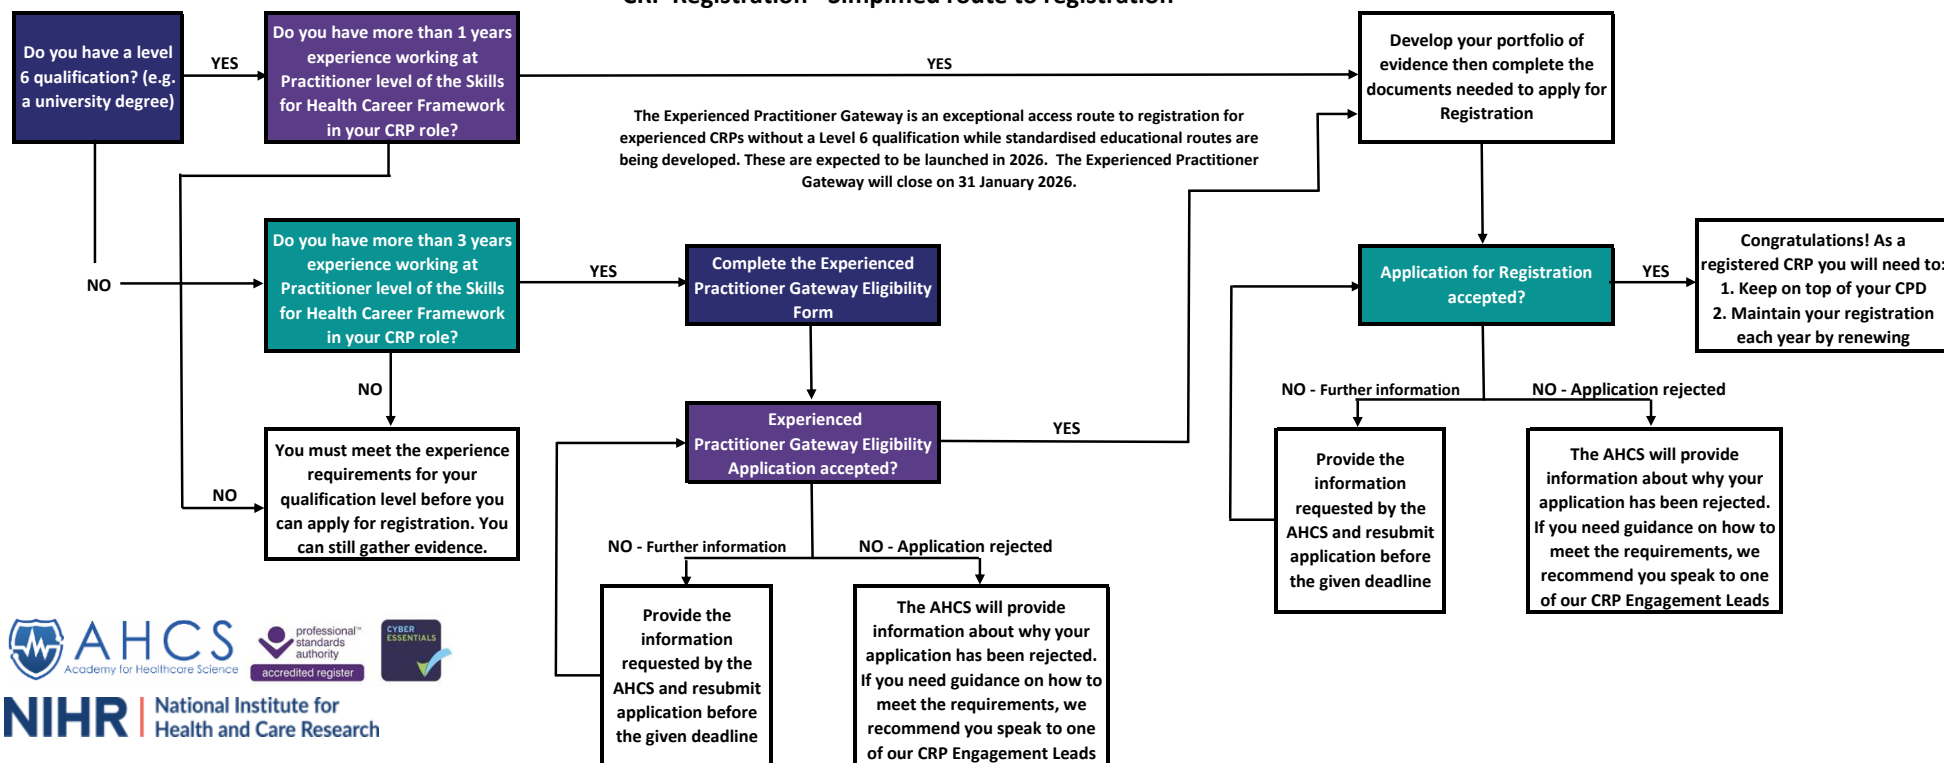 CRP Registration - Simplified route to registration
Do you have a level
6 qualification? (e.g.
a university degree)
YES
Do you have more than 1 years
experience working at
Practitioner level of the Skills
for Health Career Framework
in your CRP role?
YES
Develop your portfolio of
evidence then complete the
documents needed to apply for
Registration
The Experienced Practitioner Gateway is an exceptional access route to registration for
experienced CRPs without a Level 6 qualification while standardised educational routes are
being developed. These are expected to be launched in 2026. The Experienced Practitioner
Gateway will close on 31 January 2026.
NO
Do you have more than 3 years
experience working at
Practitioner level of the Skills
for Health Career Framework
in your CRP role?
YES
Complete the Experienced
Practitioner Gateway Eligibility
Form
Application for Registration
accepted?
YES
Congratulations! As a
registered CRP you will need to:
1. Keep on top of your CPD
2. Maintain your registration
each year by renewing
NO
NO
You must meet the experience
requirements for your
qualification level before you
can apply for registration. You
can still gather evidence.
Experienced
Practitioner Gateway Eligibility
Application accepted?
YES
NO - Further information
NO - Application rejected
Provide the
information
requested by the
AHCS and resubmit
application before
the given deadline
The AHCS will provide
information about why your
application has been rejected.
If you need guidance on how to
meet the requirements, we
recommend you speak to one
of our CRP Engagement Leads
NO - Further information
NO - Application rejected
Provide the
information
requested by the
AHCS and resubmit
application before
the given deadline
The AHCS will provide
information about why your
application has been rejected.
If you need guidance on how to
meet the requirements, we
recommend you speak to one
of our CRP Engagement Leads
AHCS
Academy for Healthcare Science
professional™
standards
authority
accredited register
CYBER
ESSENTIALS
NIHR
National Institute for
Health and Care Research